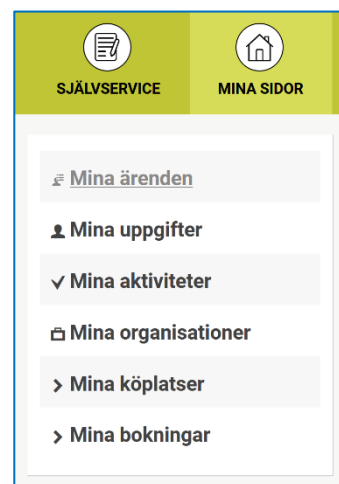 SJÄLVSERVICE
MINA SIDOR
Mina ärenden
Mina uppgifter
Mina aktiviteter
Mina organisationer
Mina köplatser
Mina bokningar